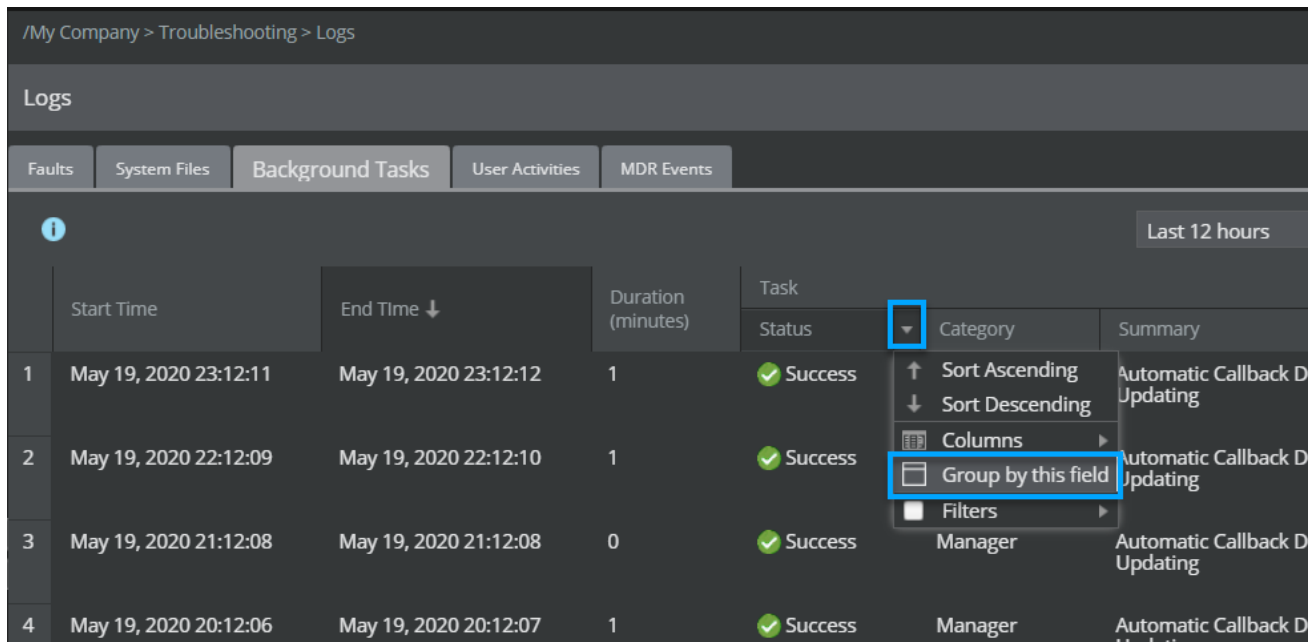 /My Company > Troubleshooting > Logs
Logs
Faults System Files Background Tasks User Activities MDR Events
Last 12 hours
Start Time End TIme Duration (minutes) Task
Status Category Summary
1 May 19, 2020 23:12:11 May 19, 2020 23:12:12 1 Success Automatic Callback D
Updating
Sort Ascending
Sort Descending
Columns
Group by this field
Filters
2 May 19, 2020 22:12:09 May 19, 2020 22:12:10 1 Success Automatic Callback D
Updating
3 May 19, 2020 21:12:08 May 19, 2020 21:12:08 0 Success Manager Automatic Callback D
Updating
4 May 19, 2020 20:12:06 May 19, 2020 20:12:07 1 Success Manager Automatic Callback D